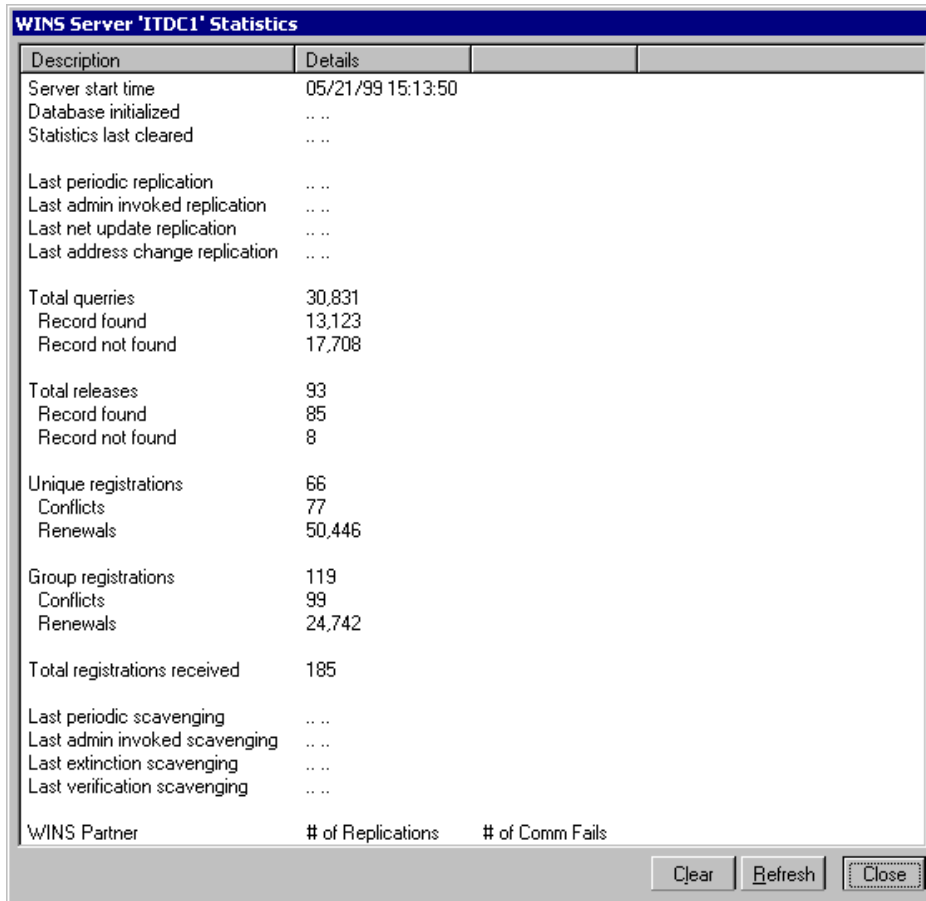 WINS Server 'ITDC1' Statistics
Description Details
Server start time 05/21/99 15:13:50
Database initialized .. ..
Statistics last cleared .. ..
Last periodic replication .. ..
Last admin invoked replication .. ..
Last net update replication .. ..
Last address change replication .. ..
Total querries 30,831
Record found 13,123
Record not found 17,708
Total releases 93
Record found 85
Record not found 8
Unique registrations 66
Conflicts 77
Renewals 50,446
Group registrations 119
Conflicts 99
Renewals 24,742
Total registrations received 185
Last periodic scavenging .. ..
Last admin invoked scavenging .. ..
Last extinction scavenging .. ..
Last verification scavenging .. ..
WINS Partner # of Replications # of Comm Fails
Clear Refresh Close